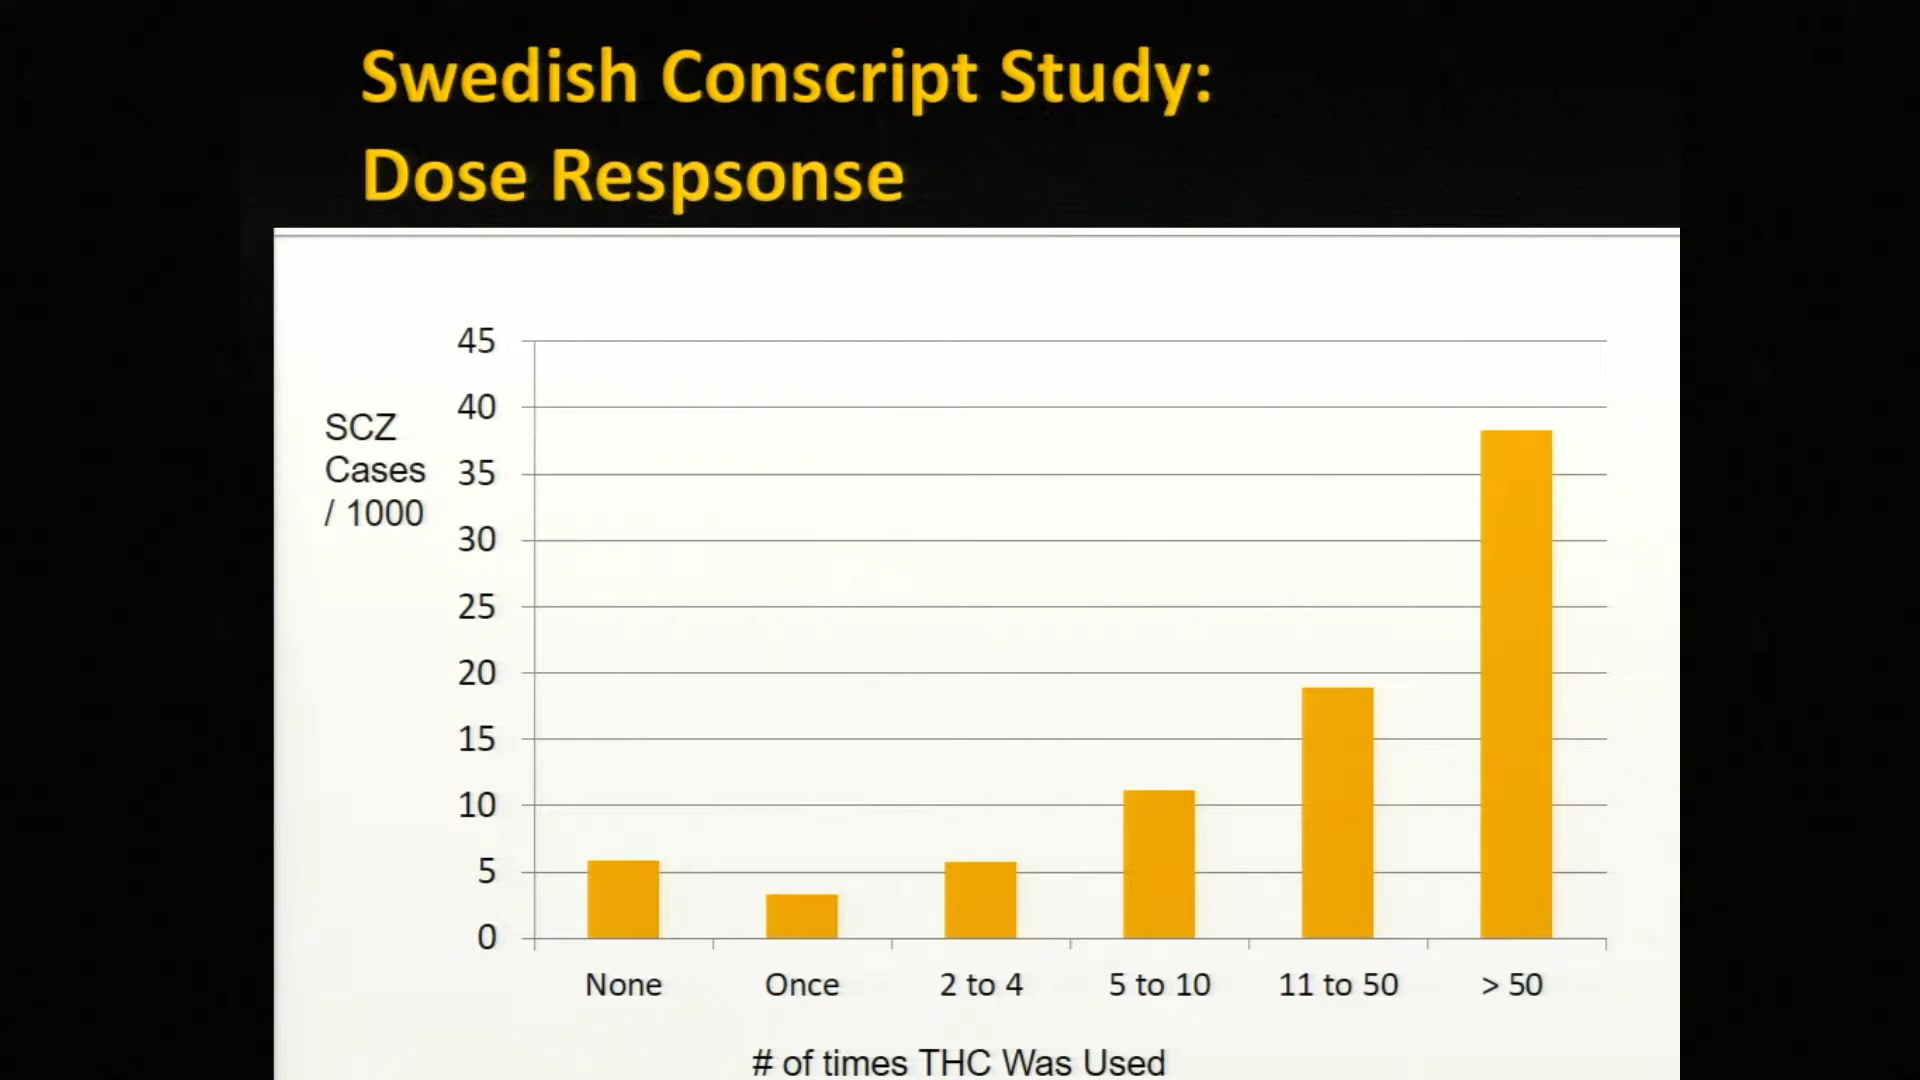 Swedish Conscript Study:
Dose Respsonse
45
40
35
30
25
20
15
10
5
0
SCZ
Cases
/ 1000
None
Once
2 to 4
5 to 10
11 to 50
> 50
# of times THC Was Used